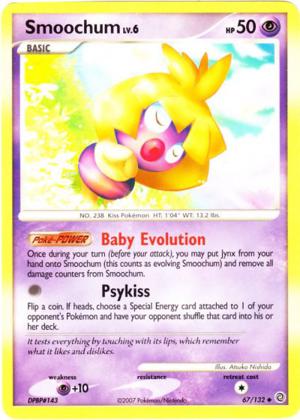 Smoochum LV.6
HP 50
BASIC
NO. 238 Kiss Pokémon HT: 1'04" WT: 13.2 lbs.
Poké-POWER Baby Evolution
Once during your turn (before your attack), you may put Jynx from your
hand onto Smoochum (this counts as evolving Smoochum) and remove all
damage counters from Smoochum.
Psykiss
Flip a coin. If heads, choose a Special Energy card attached to 1 of your
opponent's Pokémon and have your opponent shuffle that card into his or
her deck.
It tests everything by touching with its lips, which remember
what it likes and dislikes.
Illus. Atsuko Nishida
weakness resistance retreat cost
+10
DPBP#143 ©2007 Pokémon/Nintendo 67/132